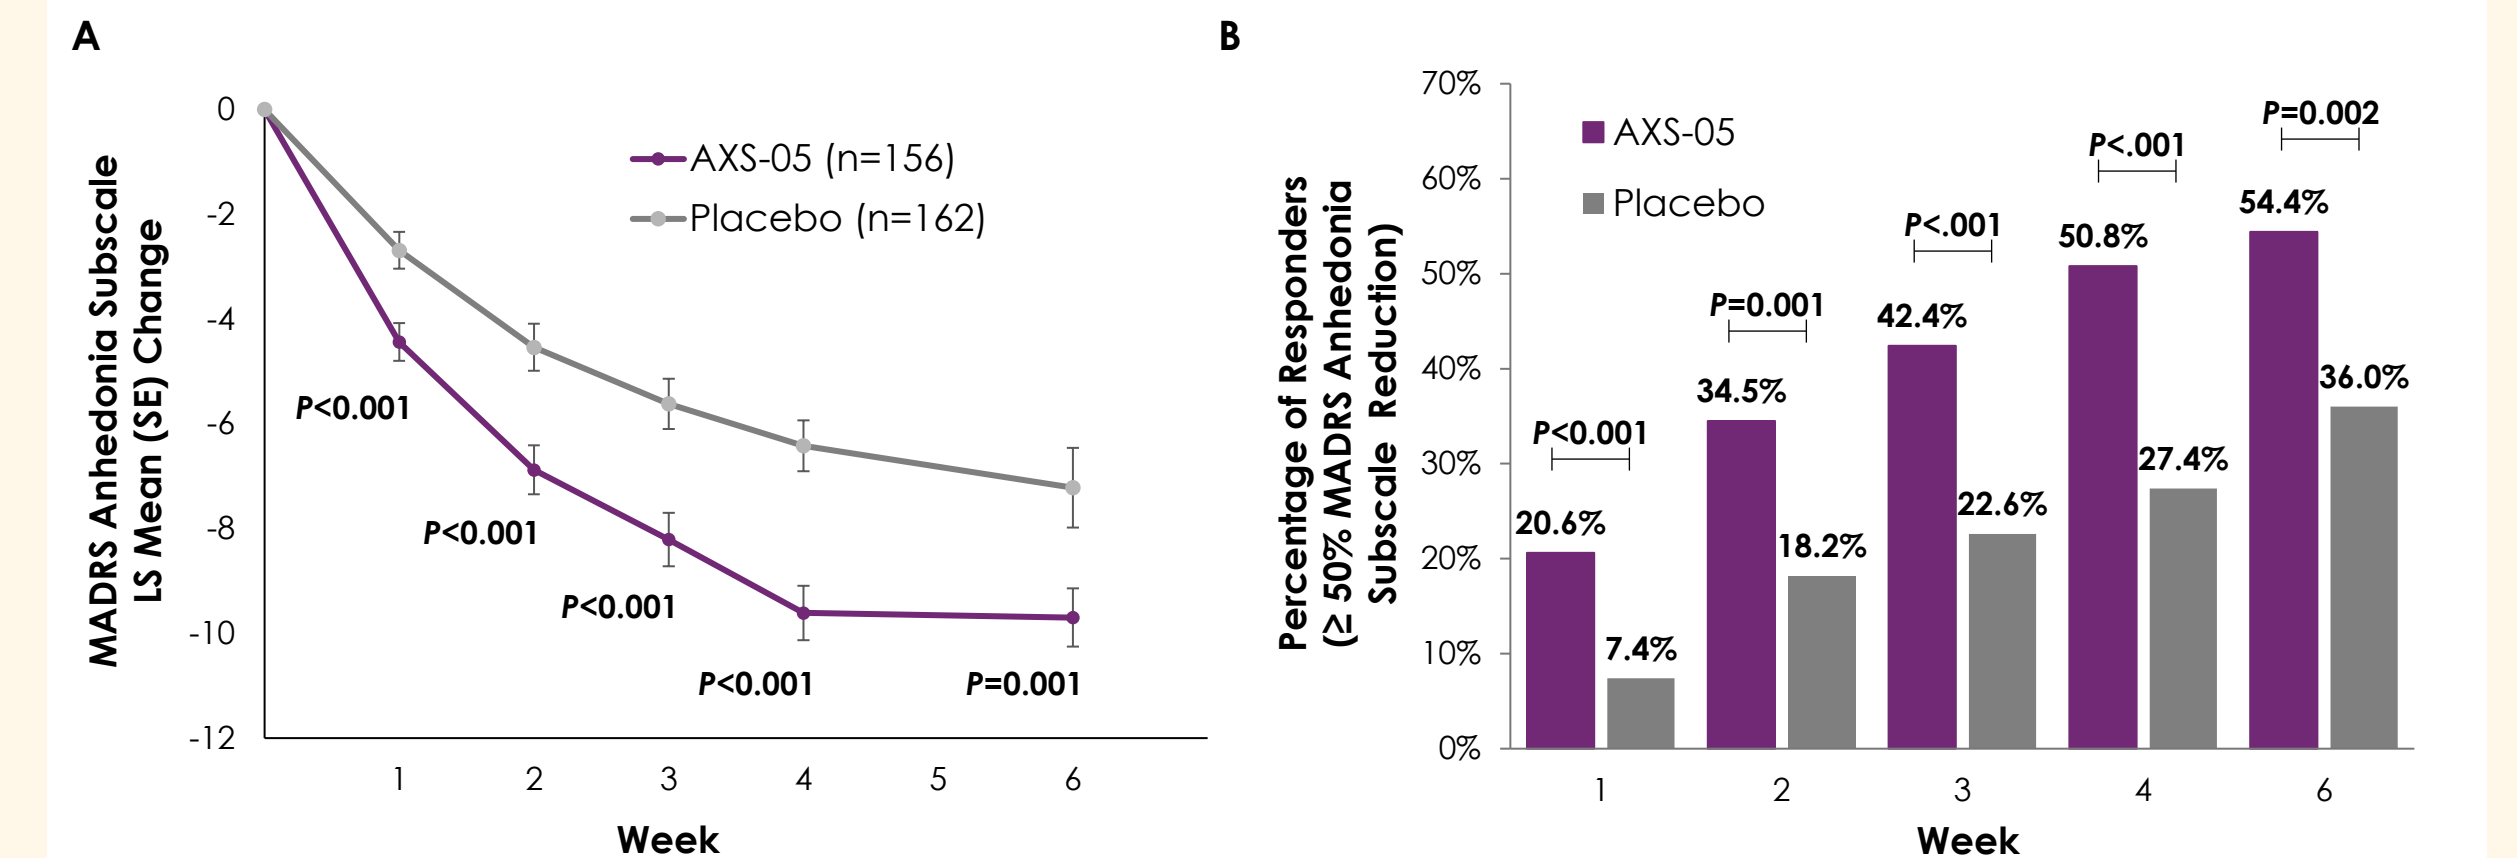 A
MADRS Anhedonia Subscale
LS Mean (SE) Change
0
-2
-4
-6
-8
-10
-12
AXS-05 (n=156)
Placebo (n=162)
P<0.001
P<0.001
P<0.001
P<0.001
P=0.001
1 2 3 4 5 6
Week
B
Percentage of Responders
(≥ 50% MADRS Anhedonia
Subscale Reduction)
70%
60%
50%
40%
30%
20%
10%
0%
AXS-05
Placebo
P<0.001
20.6%
7.4%
P=0.001
34.5%
18.2%
P<.001
42.4%
22.6%
P<.001
50.8%
27.4%
P=0.002
54.4%
36.0%
1 2 3 4 6
Week